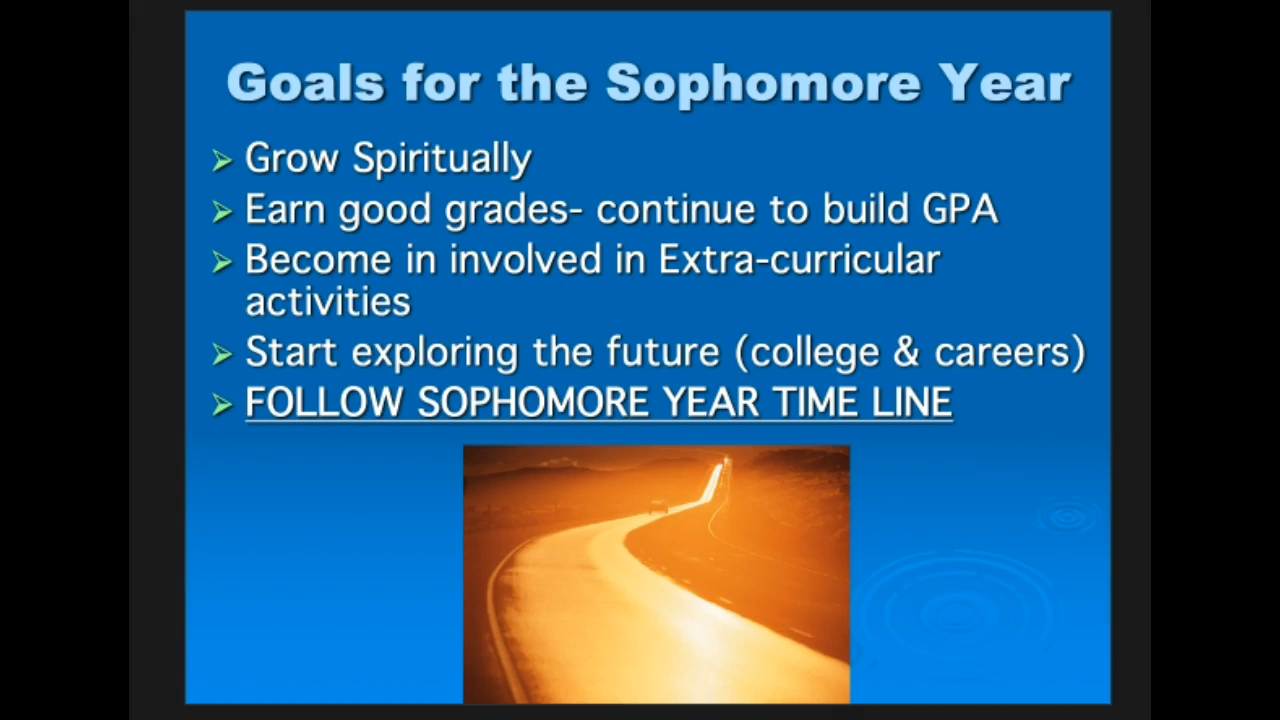 Goals for the Sophomore Year
Grow Spiritually
Earn good grades- continue to build GPA
Become in involved in Extra-curricular
activities
Start exploring the future (college & careers)
FOLLOW SOPHOMORE YEAR TIME LINE